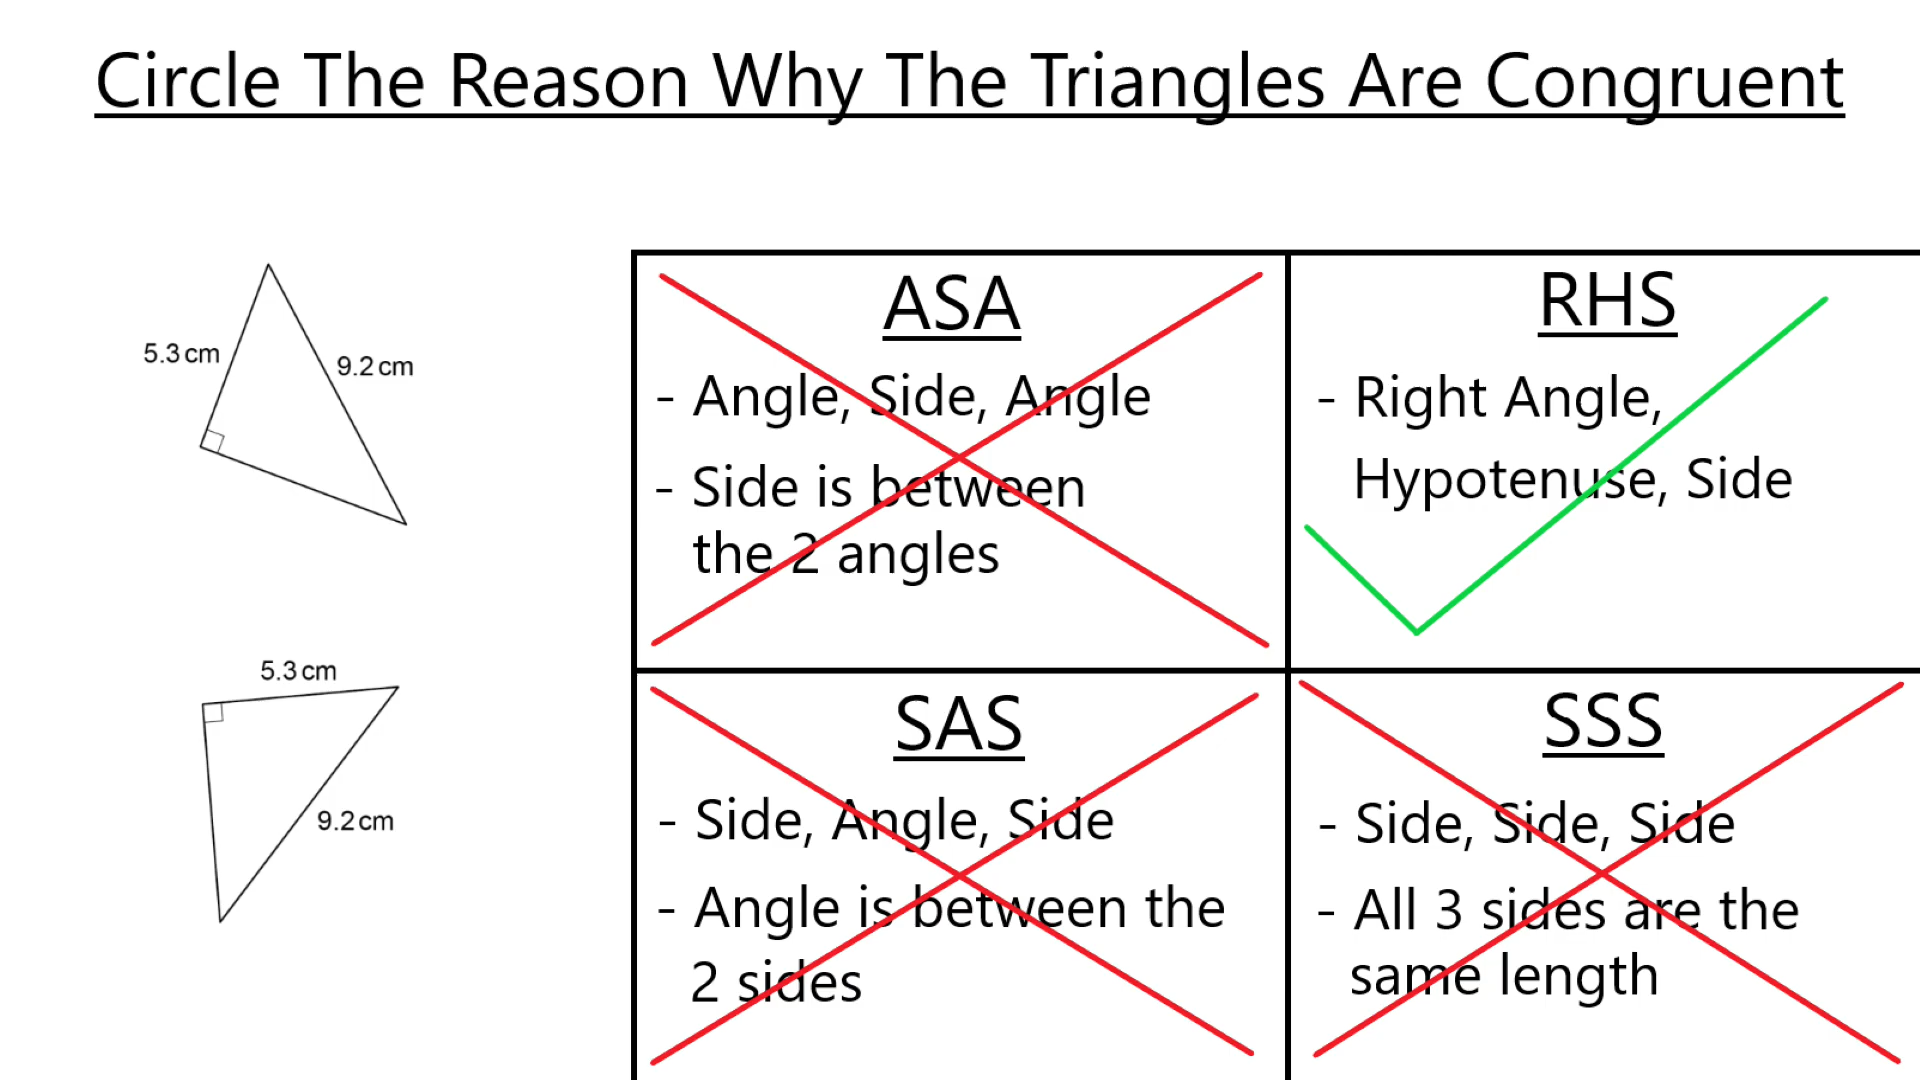 Circle The Reason Why The Triangles Are Congruent
5.3 cm
9.2 cm
5.3 cm
9.2 cm
ASA
- Angle, Side, Angle
- Side is between
the 2 angles
RHS
- Right Angle,
Hypotenuse, Side
SAS
- Side, Angle, Side
- Angle is between the
2 sides
SSS
- Side, Side, Side
- All 3 sides are the
same length